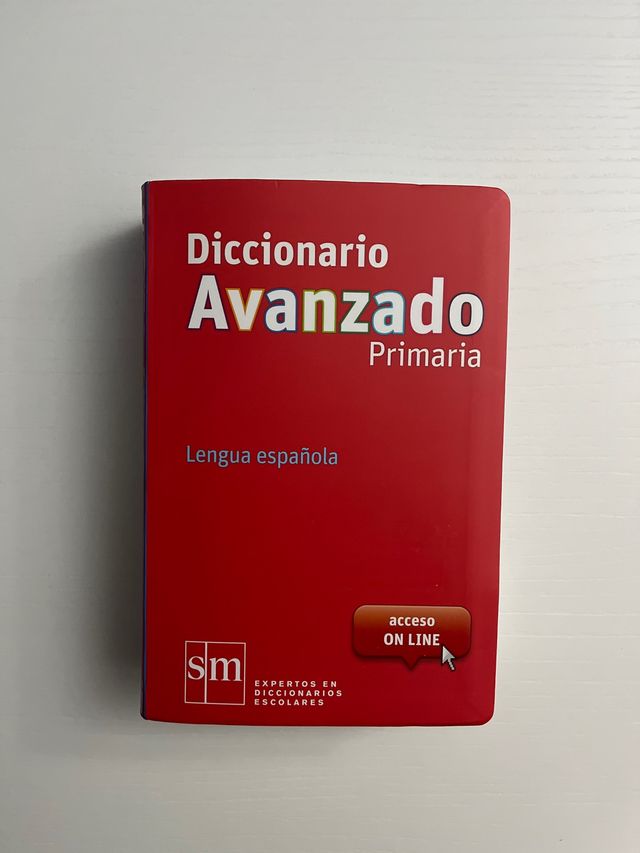 Diccionario
Avanzado
Primaria
Lengua española
acceso
ON LINE
sm
EXPERTOS EN
DICCIONARIOS
ESCOLARES